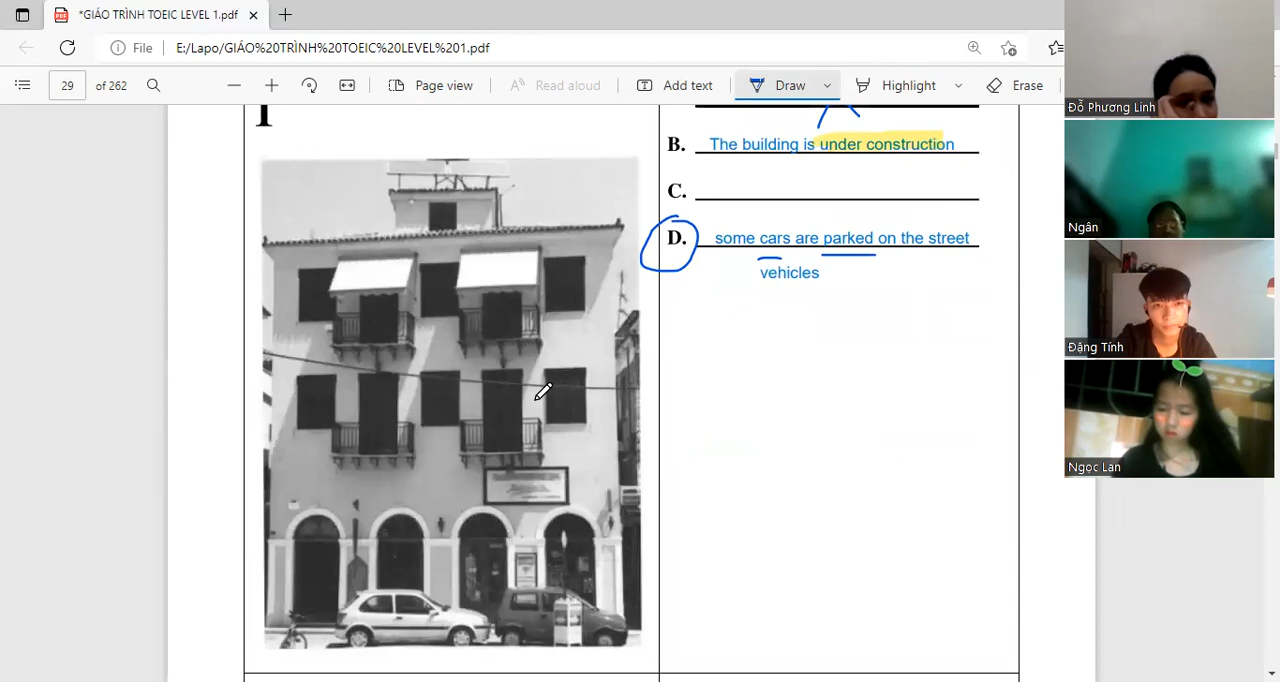 *GIÁO TRÌNH TOEIC LEVEL 1.pdf
File
E:/Lapo/GIÁO%20TRÌNH%20TOEIC%20LEVEL%201.pdf
29 of 262
Page view
Read aloud
Add text
Draw
Highlight
Erase
1
B. The building is under construction
C.
D. some cars are parked on the street
vehicles
Đỗ Phương Linh
Ngân
Đặng Tính
Ngọc Lan